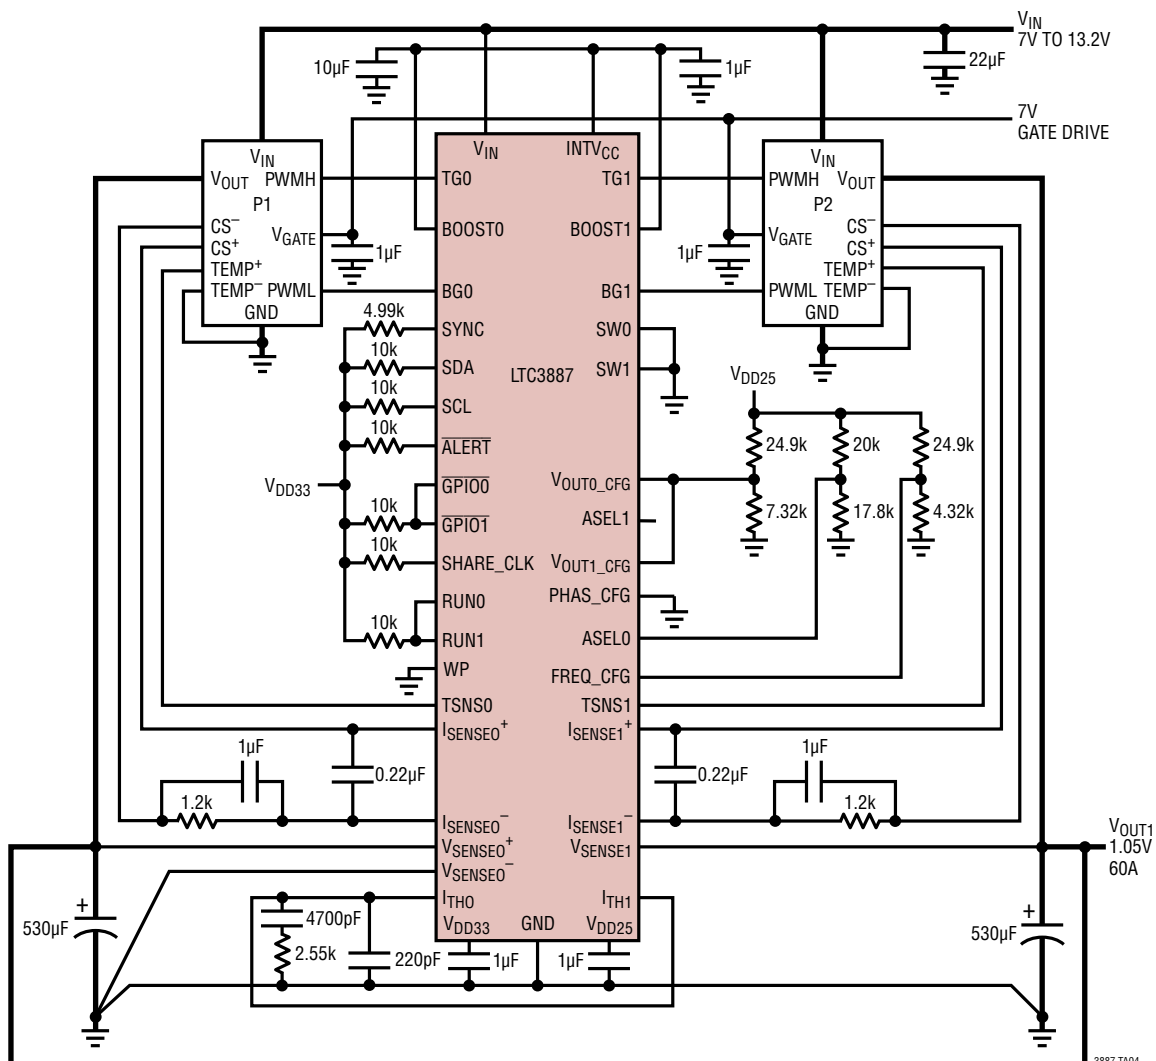 VIN
7V TO 13.2V
10µF
1µF
22µF
7V
GATE DRIVE
VIN
VOUT PWMH
P1
CS−
VGATE
CS+
TEMP+
TEMP− PWML
GND
1µF
VIN INTVCC
TG0 TG1
BOOST0 BOOST1
BG0 BG1
SYNC SW0
SDA SW1
LTC3887
SCL
ALERT
GPIO0 VOUT0_CFG
GPIO1 ASEL1
SHARE_CLK VOUT1_CFG
RUN0 PHAS_CFG
RUN1 ASEL0
WP FREQ_CFG
TSNS0 TSNS1
ISENSEO+ ISENSE1+
ISENSEO− ISENSE1−
VSENSEO+ VSENSE1
VSENSEO−
ITHO ITH1
VDD33 GND VDD25
VIN
PWMH VOUT
P2
CS−
VGATE
CS+
TEMP+
PWML TEMP−
GND
1µF
4.99k
10k
10k
10k
VDD33
10k
10k
10k
VDD25
24.9k 20k 24.9k
7.32k 17.8k 4.32k
1µF
0.22µF
1.2k
0.22µF
1µF
1.2k
VOUT1
1.05V
60A
+
530µF
4700pF
2.55k
220pF
1µF
1µF
+
530µF
3887 TA04